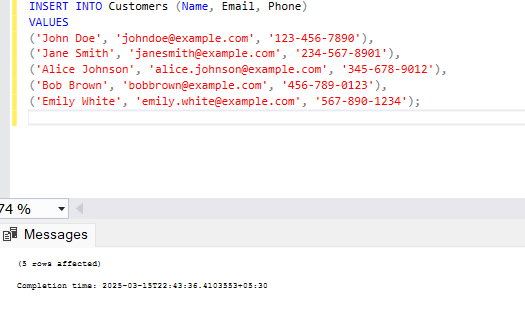 INSERT INTO Customers (Name, Email, Phone)
VALUES
('John Doe', 'johndoe@example.com', '123-456-7890'),
('Jane Smith', 'janesmith@example.com', '234-567-8901'),
('Alice Johnson', 'alice.johnson@example.com', '345-678-9012'),
('Bob Brown', 'bobbrown@example.com', '456-789-0123'),
('Emily White', 'emily.white@example.com', '567-890-1234');
74 %
Messages
(5 rows affected)
Completion time: 2025-03-15T22:43:36.4103553+05:30